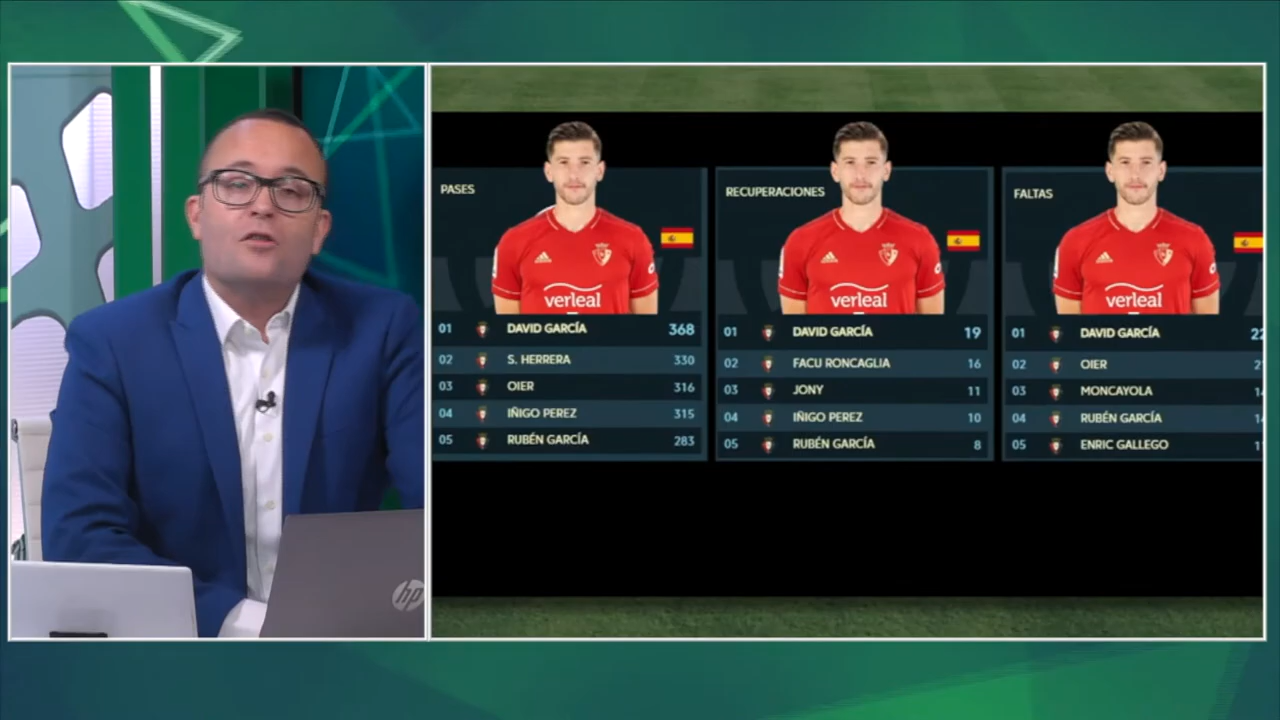 PASES
verleal
01 DAVID GARCÍA 368
02 S. HERRERA 330
03 OIER 316
04 IÑIGO PEREZ 315
05 RUBÉN GARCÍA 283
RECUPERACIONES
verleal
01 DAVID GARCÍA 19
02 FACU RONCAGLIA 16
03 JONY 11
04 IÑIGO PEREZ 10
05 RUBÉN GARCÍA 8
FALTAS
verleal
01 DAVID GARCÍA
02 OIER
03 MONCAYOLA
04 RUBÉN GARCÍA
05 ENRIC GALLEGO
hp